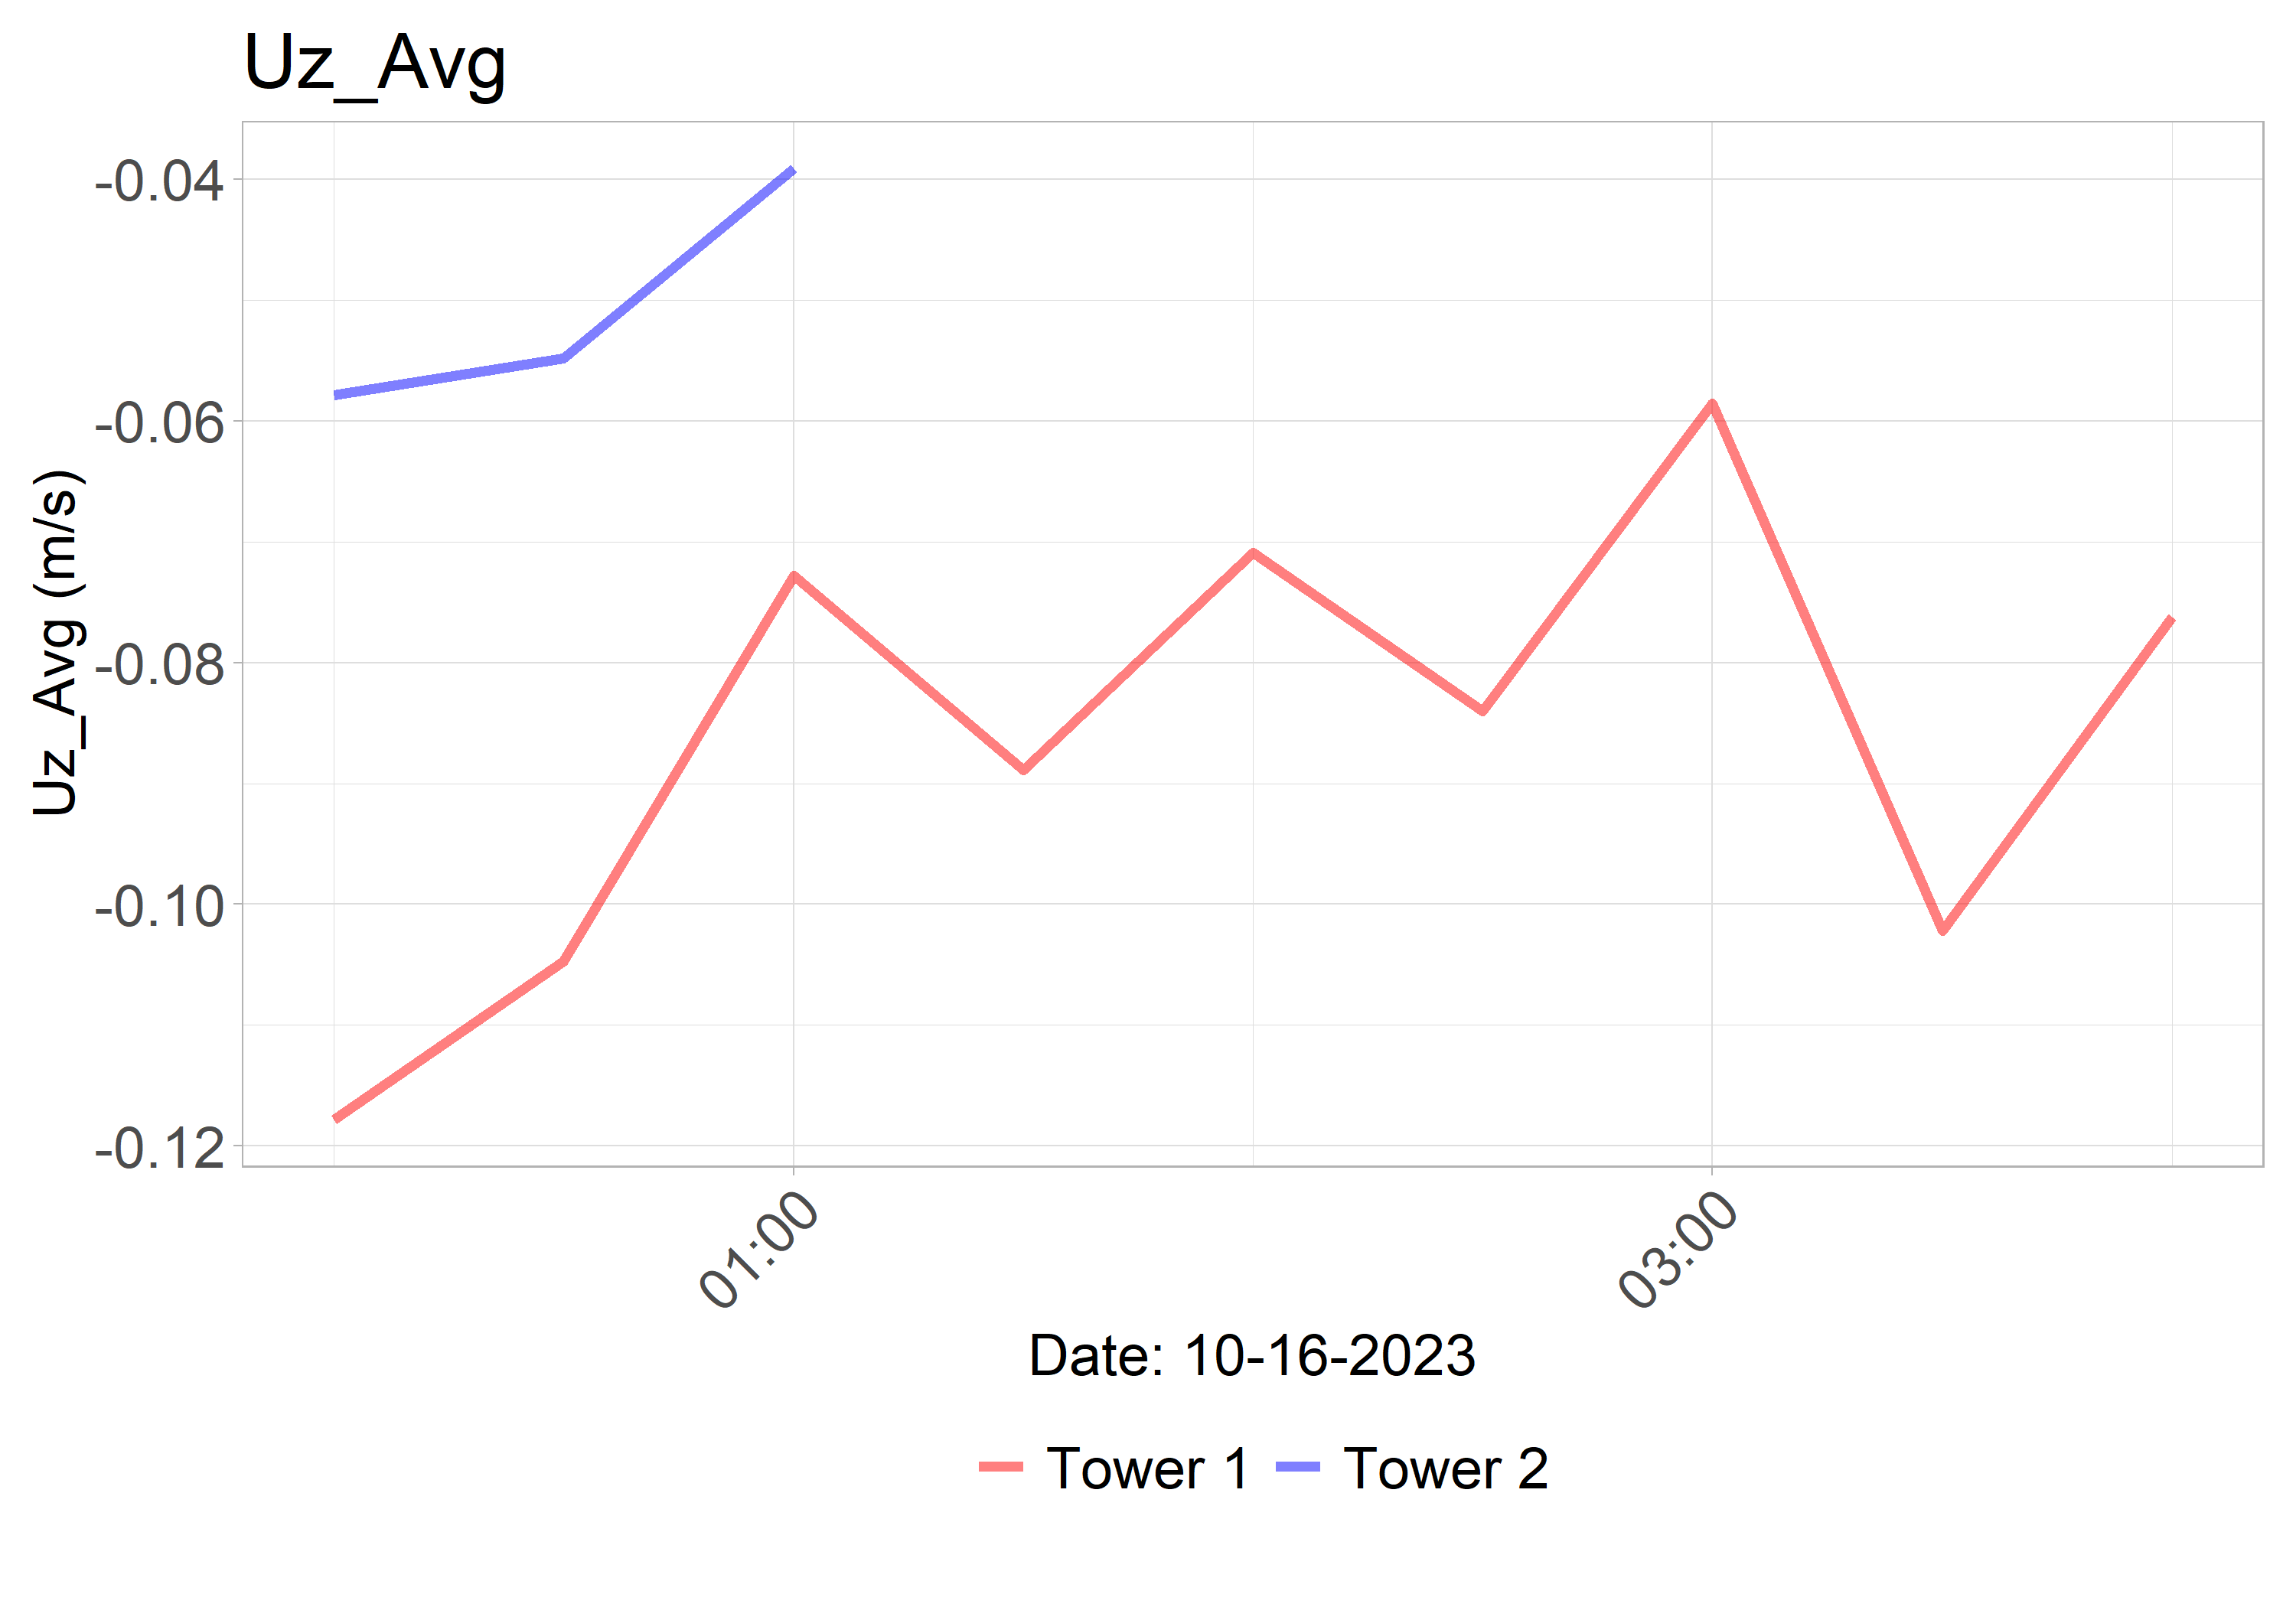 Uz_Avg
Uz_Avg (m/s)
-0.04
-0.06
-0.08
-0.10
-0.12
01:00
03:00
Date: 10-16-2023
Tower 1
Tower 2